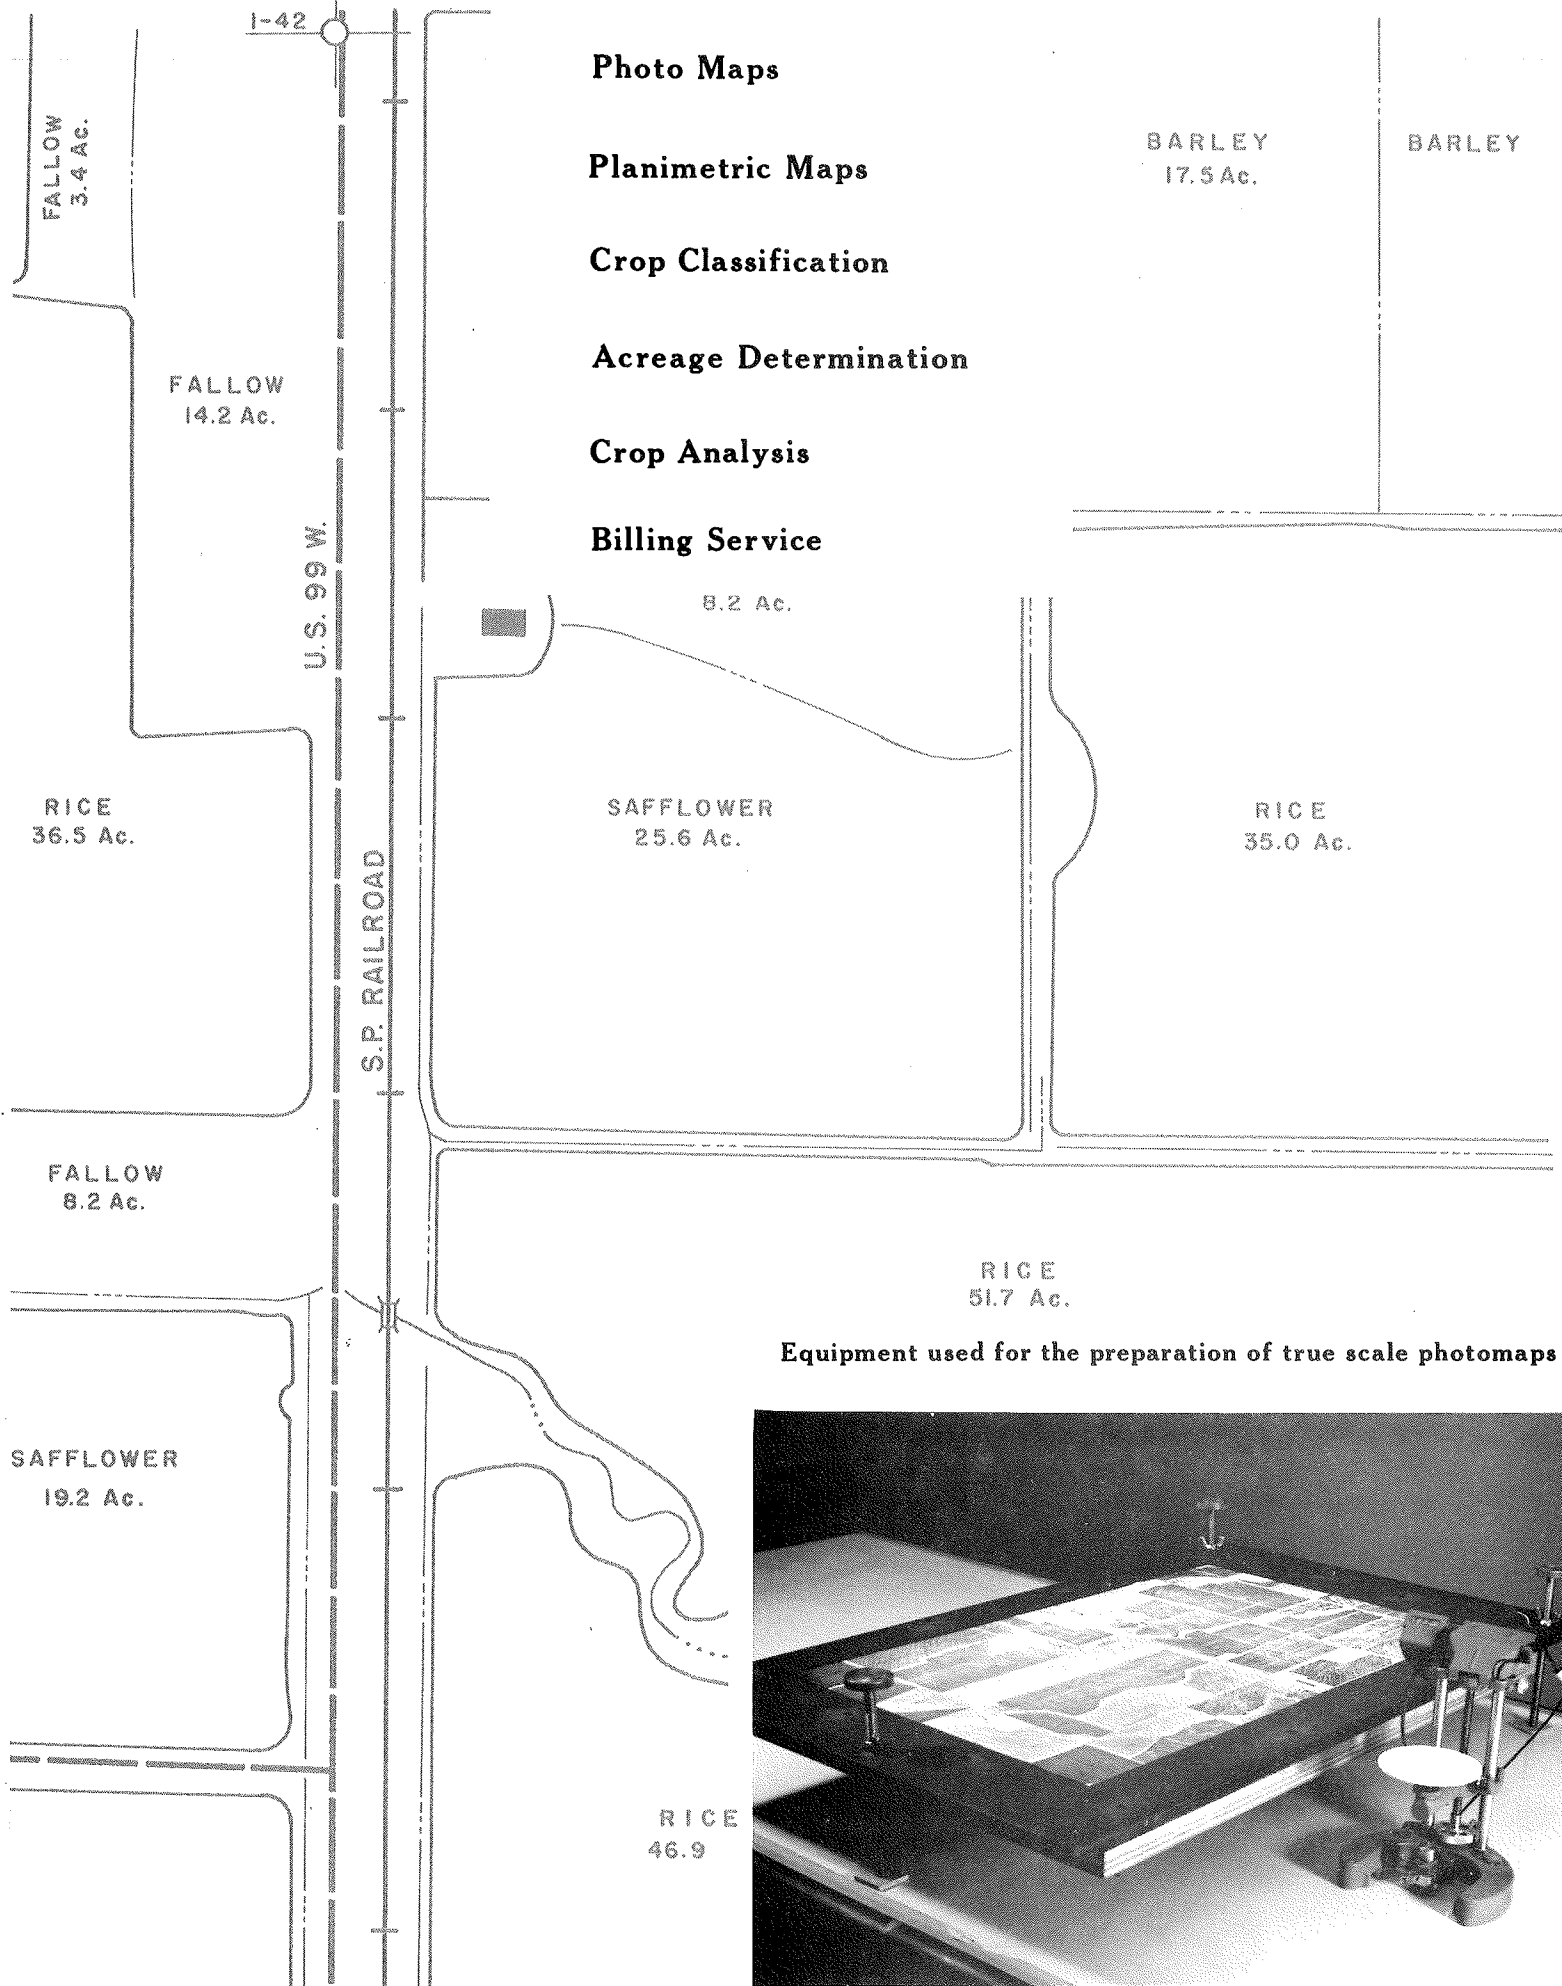 I-42
Photo Maps
FALLOW
3.4 Ac.
BARLEY
17.5 Ac.
BARLEY
Planimetric Maps
Crop Classification
Acreage Determination
FALLOW
14.2 Ac.
Crop Analysis
Billing Service
U.S. 99 W.
8.2 Ac.
RICE
36.5 Ac.
SAFFLOWER
25.6 Ac.
RICE
35.0 Ac.
S.P. RAILROAD
FALLOW
8.2 Ac.
RICE
51.7 Ac.
Equipment used for the preparation of true scale photomaps
SAFFLOWER
19.2 Ac.
RICE
46.9